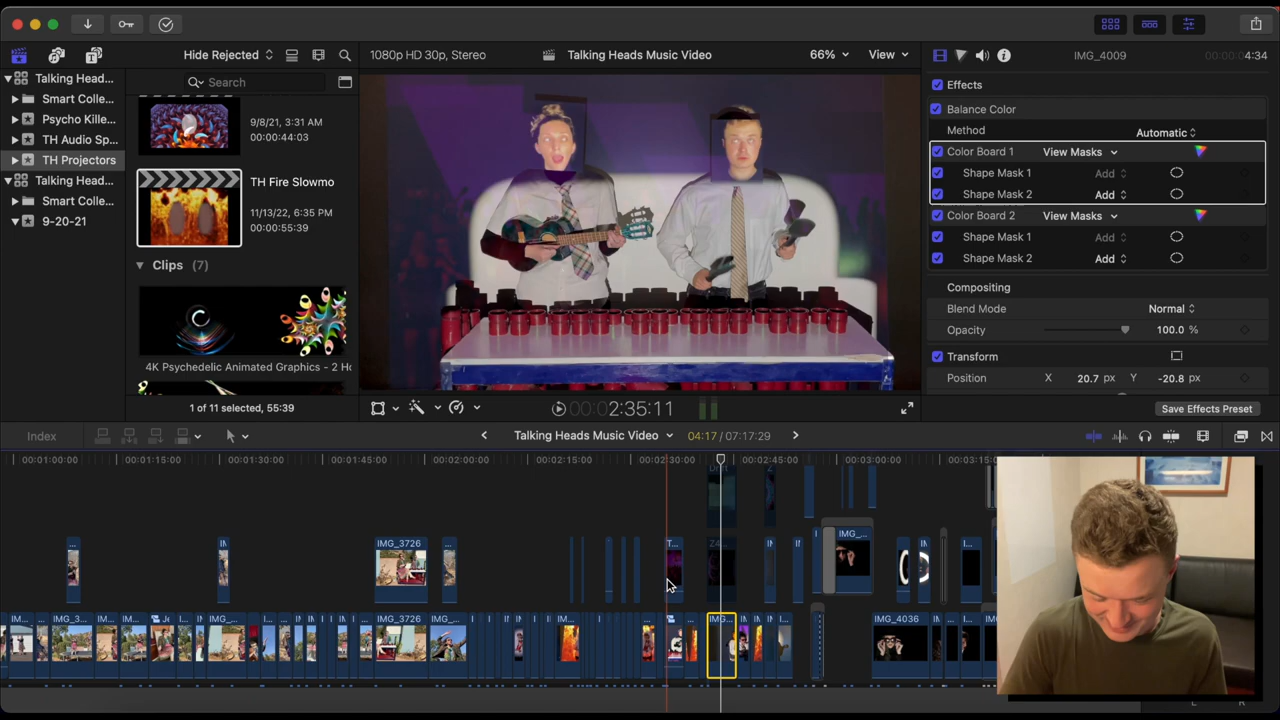 Hide Rejected
1080p HD 30p, Stereo
Talking Heads Music Video
66%
View
IMG_4009
4:34
Talking Head...
Smart Colle...
Psycho Kille...
TH Audio Sp...
TH Projectors
Talking Head...
Smart Colle...
9-20-21
Search
9/8/21, 3:31 AM
00:00:44:03
TH Fire Slowmo
11/13/22, 6:35 PM
00:00:55:39
Clips (7)
4K Psychedelic Animated Graphics - 2 Ho
1 of 11 selected, 55:39
00:00:02:35:11
Effects
Balance Color
Method
Automatic
Color Board 1
View Masks
Shape Mask 1
Add
Shape Mask 2
Add
Color Board 2
View Masks
Shape Mask 1
Add
Shape Mask 2
Add
Compositing
Blend Mode
Normal
Opacity
100.0 %
Transform
Position
X
20.7 px
Y
-20.8 px
Save Effects Preset
Index
Talking Heads Music Video
04:17 / 07:17:29
00:01:00:00
00:01:15:00
00:01:30:00
00:01:45:00
00:02:00:00
00:02:15:00
00:02:30:00
00:02:45:00
00:03:00:00
00:03:15:0
IMG_3726
T...
IMG_...
I...
IMG_3...
IM...
IMG_...
IMG_3726
IMG_...
IM...
IMG...
IMG_4036
IMG
L
R